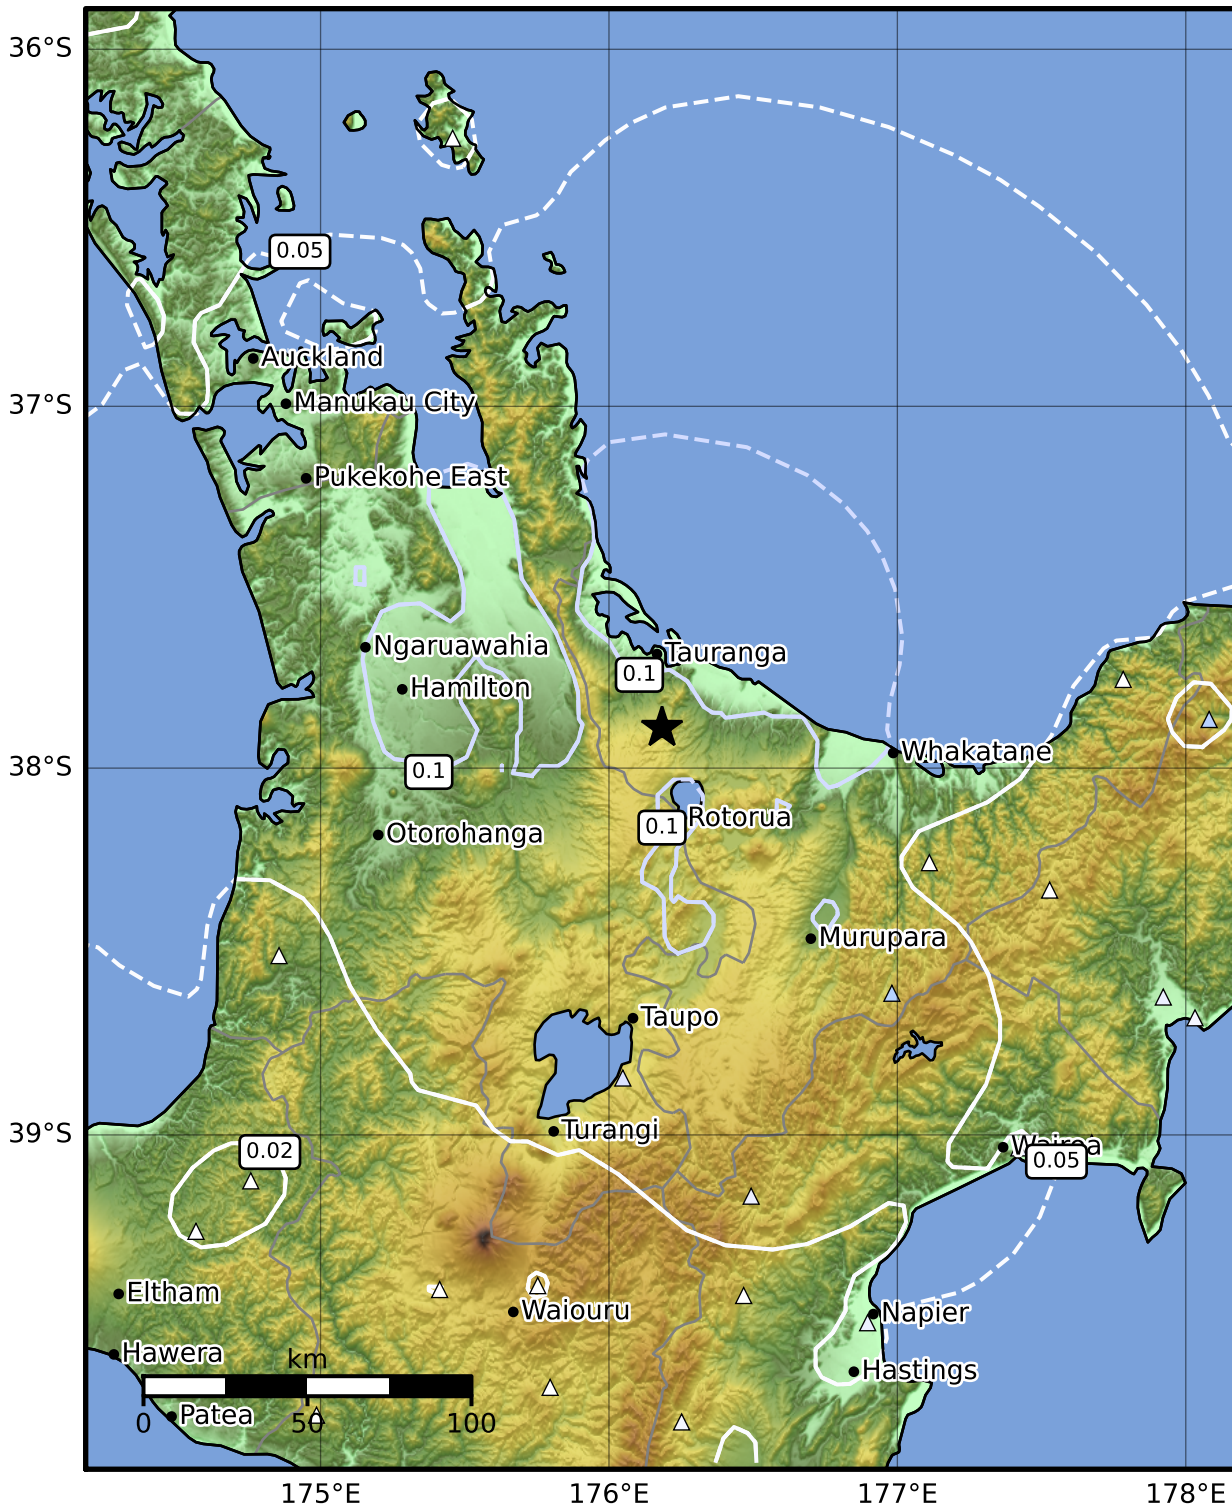 36°S
0.05
Auckland
37°S
Manukau City
Pukekohe East
Ngaruawahia
Tauranga
0.1
Hamilton
Whakatane
38°S
0.1
Rotorua
0.1
Otorohanga
Murupara
Taupo
Turangi
39°S
Wairoa
0.02
0.05
Eltham
Waiouru
Napier
Hawera
km
Hastings
Patea
0 50 100
175°E 176°E 177°E 178°E